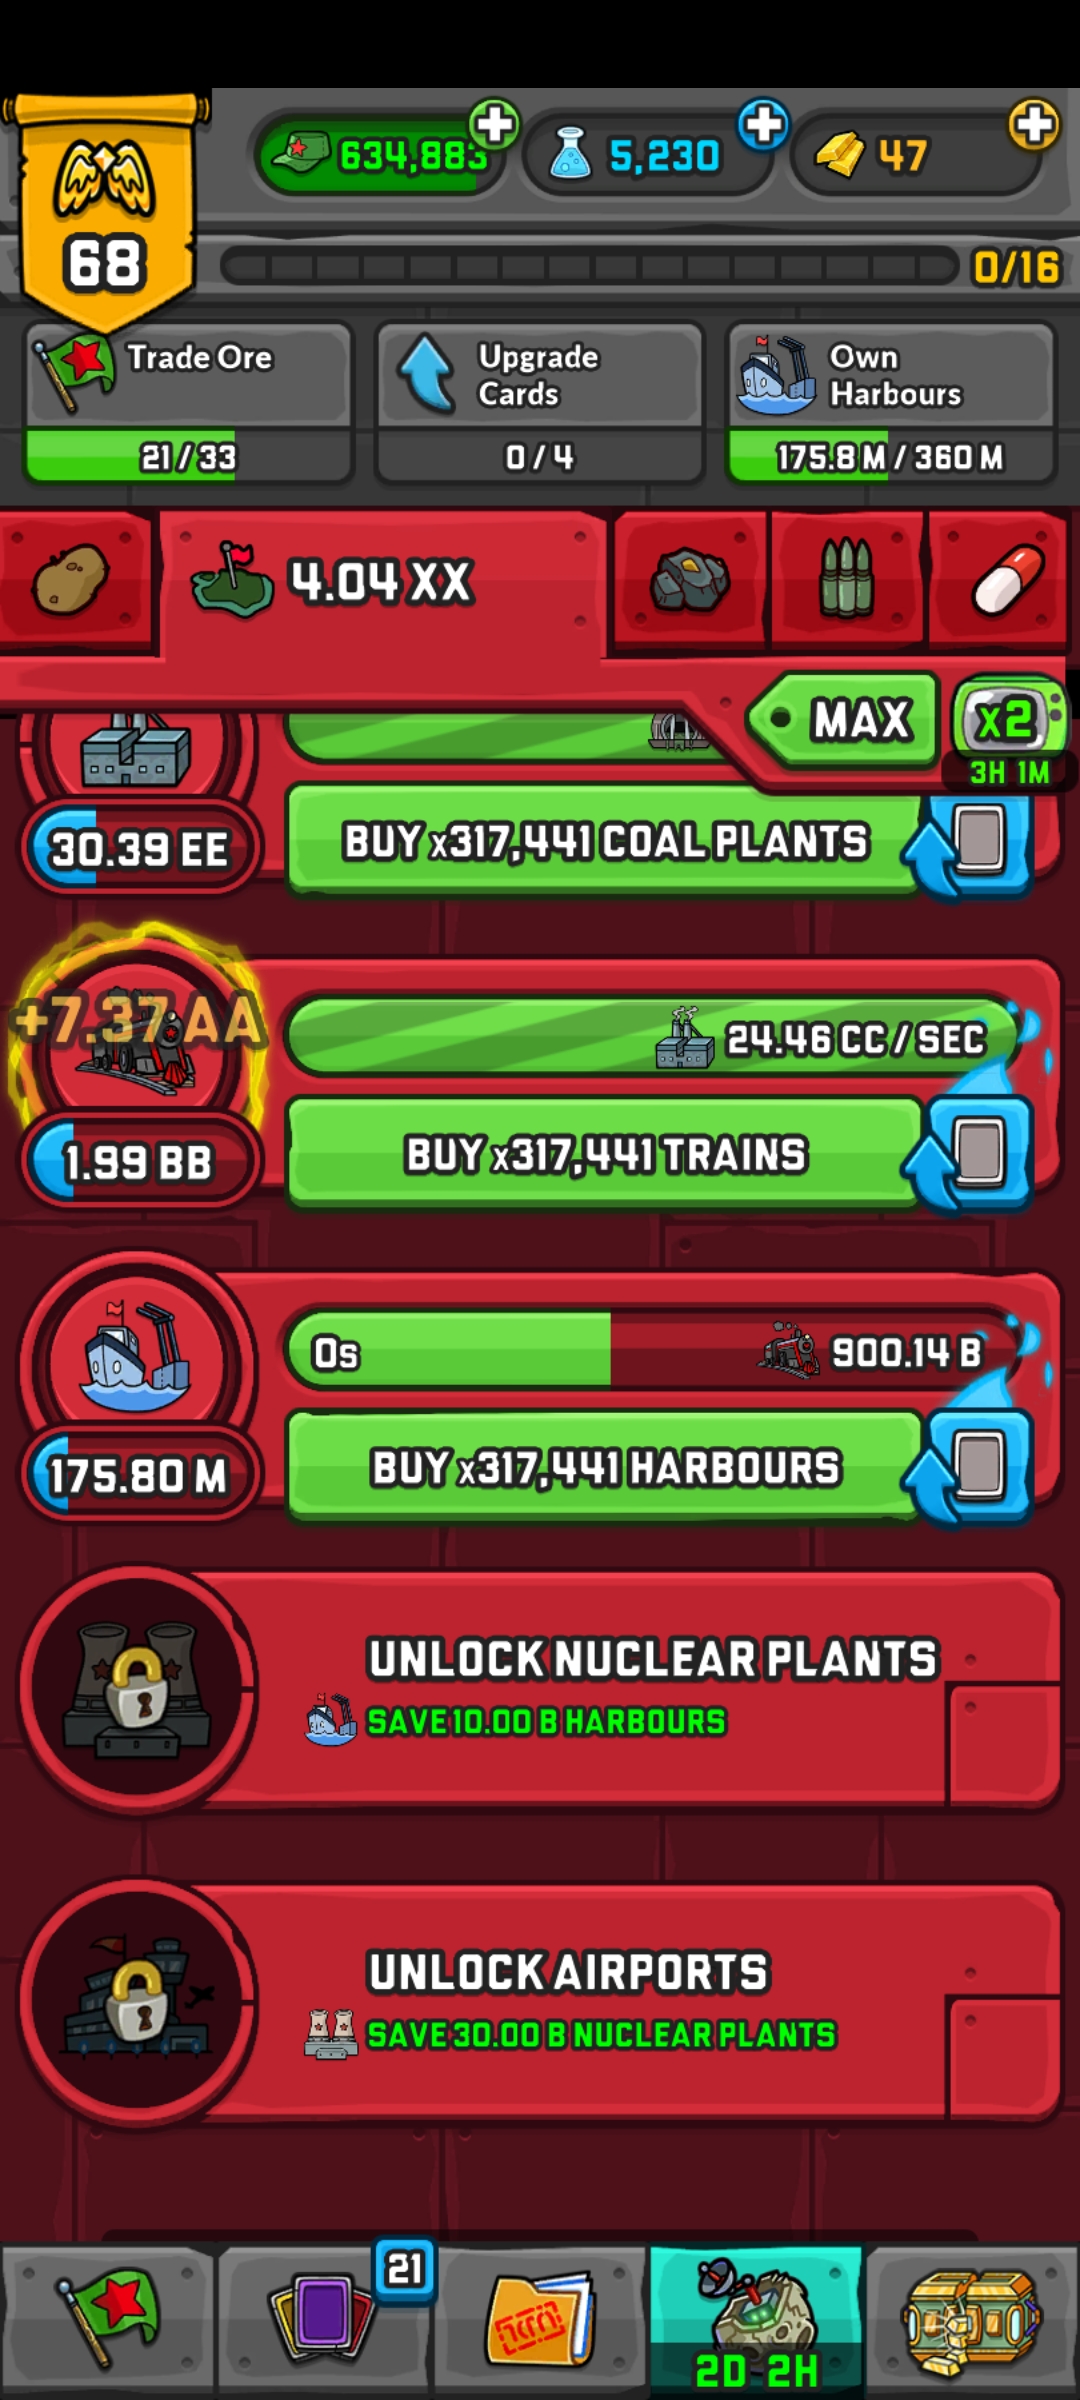 634,883
5,230
47
68
0/16
Trade Ore
Upgrade
Cards
Own
Harbours
21/33
0/4
175.8 M / 360 M
4.04 XX
MAX
x2
3H 1M
30.39 EE
BUY x317,441 COAL PLANTS
+7.37 AA
24.46 CC / SEC
1.99 BB
BUY x317,441 TRAINS
0s
900.14 B
175.80 M
BUY x317,441 HARBOURS
UNLOCK NUCLEAR PLANTS
SAVE 10.00 B HARBOURS
UNLOCK AIRPORTS
SAVE 30.00 B NUCLEAR PLANTS
21
2D 2H